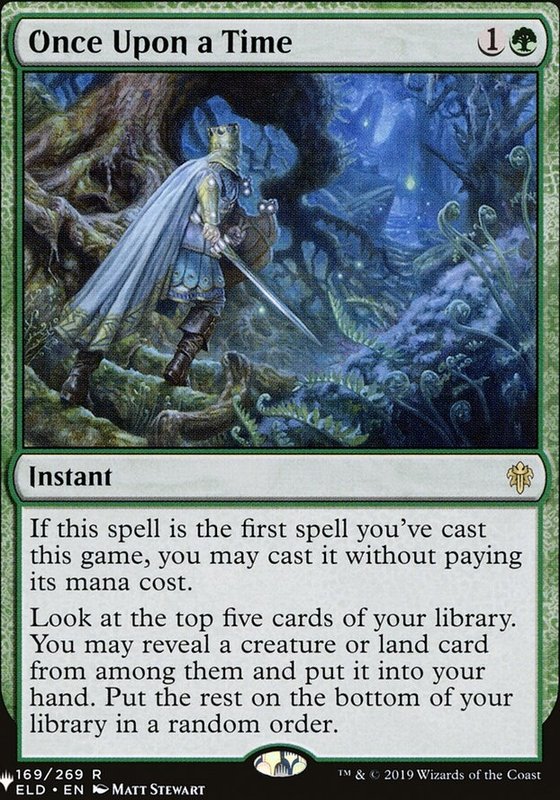 Once Upon a Time 1
Instant
If this spell is the first spell you've cast
this game, you may cast it without paying
its mana cost.
Look at the top five cards of your library.
You may reveal a creature or land card
from among them and put it into your
hand. Put the rest on the bottom of your
library in a random order.
169/269 R
ELD • EN Matt Stewart
™ & © 2019 Wizards of the Coast